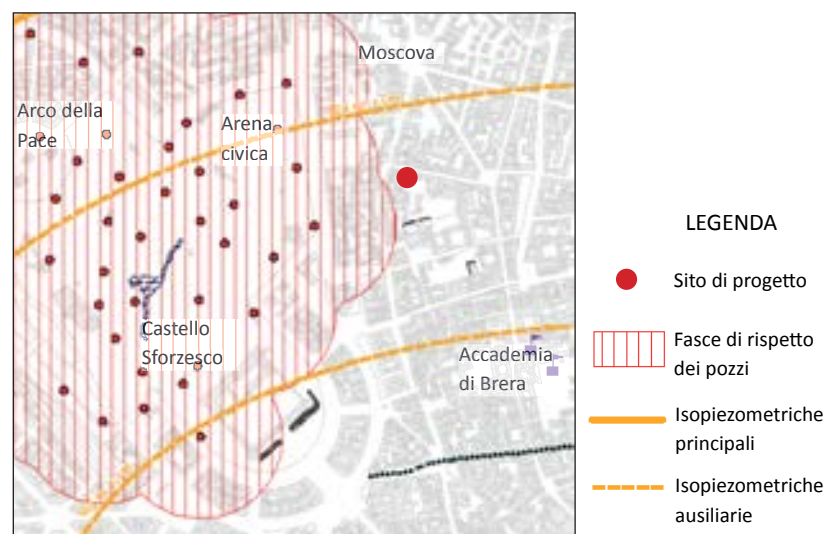 Moscova
Arco della
Pace
Arena
civica
Castello
Sforzesco
Accademia
di Brera
LEGENDA
Sito di progetto
Fasce di rispetto
dei pozzi
Isopiezometriche
principali
Isopiezometriche
ausiliarie